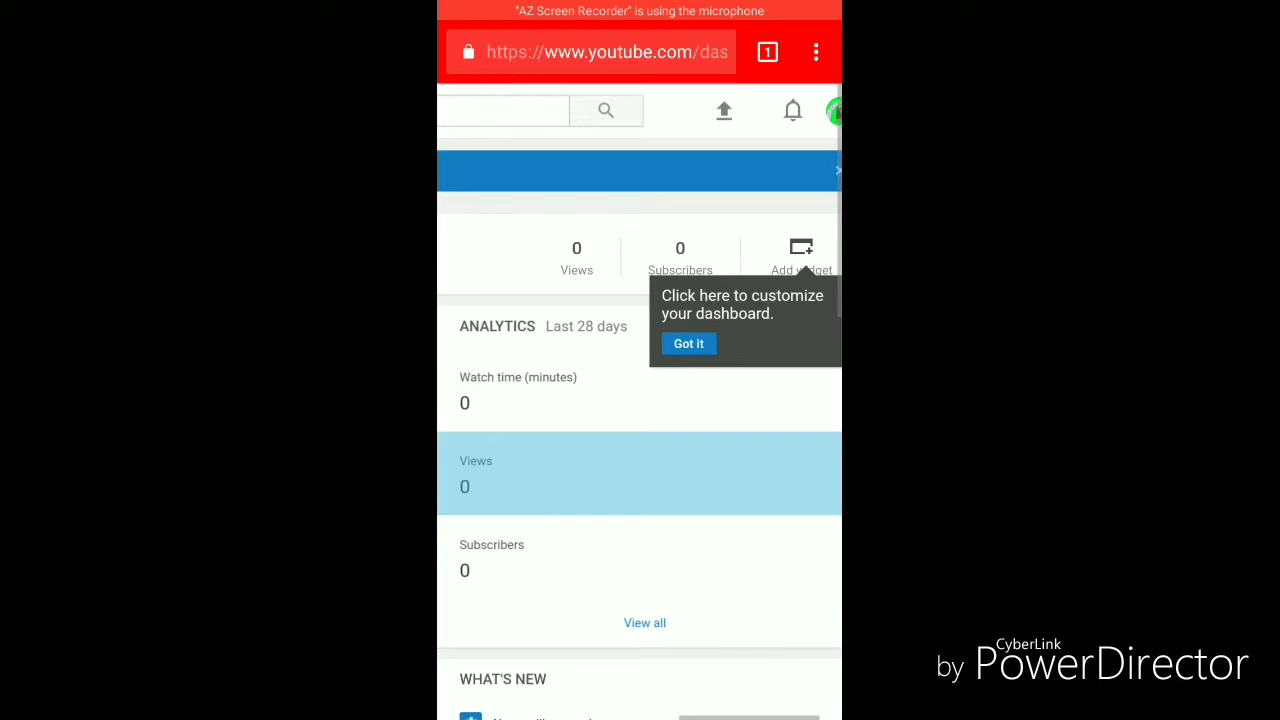 "AZ Screen Recorder" is using the microphone
https://www.youtube.com/das
1
0
Views
0
Subscribers
Add widget
Click here to customize
your dashboard.
Got it
ANALYTICS Last 28 days
Watch time (minutes)
0
Views
0
Subscribers
0
View all
WHAT'S NEW
CyberLink
by PowerDirector